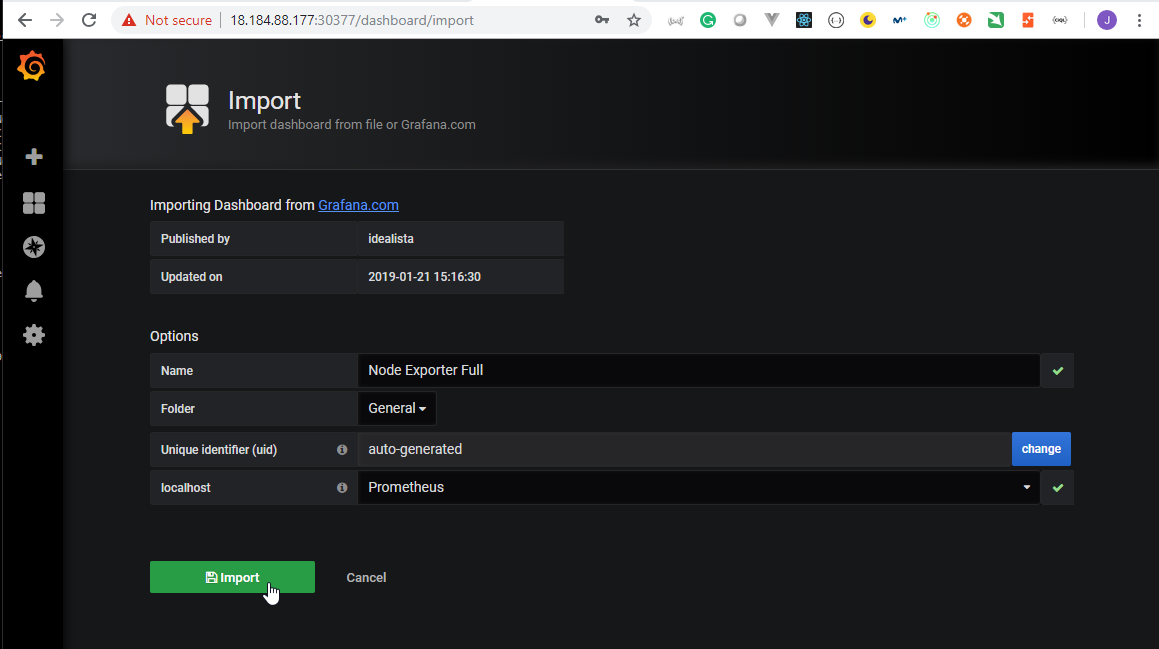 Not secure 18.184.88.177:30377/dashboard/import J
Import
Import dashboard from file or Grafana.com
Importing Dashboard from Grafana.com
Published by idealista
Updated on 2019-01-21 15:16:30
Options
Name Node Exporter Full
Folder General
Unique identifier (uid) auto-generated change
localhost Prometheus
Import Cancel